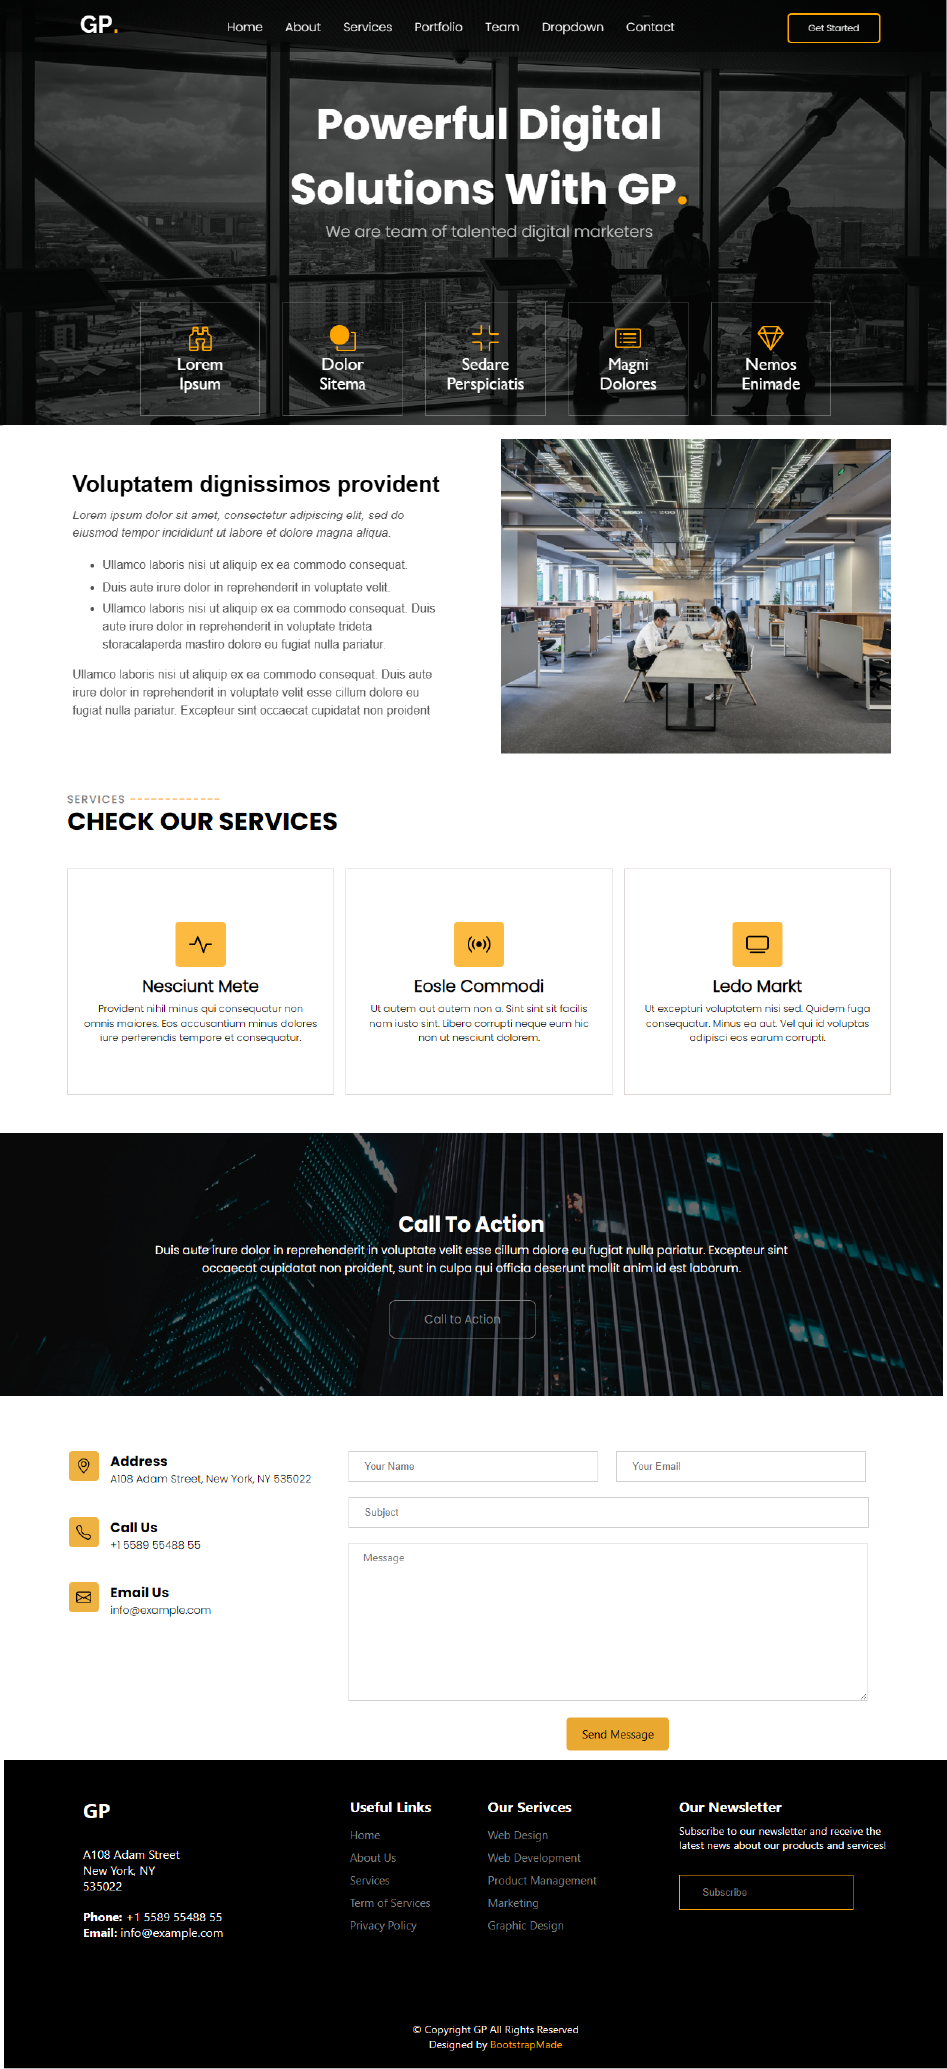 GP.
Home About Services Portfolio Team Dropdown Contact
Get Started
Powerful Digital
Solutions With GP.
We are team of talented digital marketers
Lorem
Ipsum
Dolor
Sitema
Sedare
Perspiciatis
Magni
Dolores
Nemos
Enimade
Voluptatem dignissimos provident
Lorem ipsum dolor sit amet, consectetur adipiscing elit, sed do
eiusmod tempor incididunt ut labore et dolore magna aliqua.
• Ullamco laboris nisi ut aliquip ex ea commodo consequat.
• Duis aute irure dolor in reprehenderit in voluptate velit.
• Ullamco laboris nisi ut aliquip ex ea commodo consequat. Duis
aute irure dolor in reprehenderit in voluptate trideta
storacalaperda mastiro dolore eu fugiat nulla pariatur.
Ullamco laboris nisi ut aliquip ex ea commodo consequat. Duis aute
irure dolor in reprehenderit in voluptate velit esse cillum dolore eu
fugiat nulla pariatur. Excepteur sint occaecat cupidatat non proident
SERVICES
CHECK OUR SERVICES
Nesciunt Mete
Provident nihil minus qui consequatur non
omnis maiores. Eos accusantium minus dolores
iure perferendis tempore et consequatur.
Eosle Commodi
Ut autem aut autem non a. Sint sint sit facilis
nam iusto sint. Libero corrupti neque eum hic
non ut nesciunt dolorem.
Ledo Markt
Ut excepturi voluptatem nisi sed. Quidem fuga
consequatur. Minus ea aut. Vel qui id voluptas
adipisci eos earum corrupti.
Call To Action
Duis aute irure dolor in reprehenderit in voluptate velit esse cillum dolore eu fugiat nulla pariatur. Excepteur sint
occaecat cupidatat non proident, sunt in culpa qui officia deserunt mollit anim id est laborum.
Call to Action
Address
A108 Adam Street, New York, NY 535022
Call Us
+1 5589 55488 55
Email Us
info@example.com
Your Name
Your Email
Subject
Message
Send Message
GP
A108 Adam Street
New York, NY
535022
Phone: +1 5589 55488 55
Email: info@example.com
Useful Links
Home
About Us
Services
Term of Services
Privacy Policy
Our Serivces
Web Design
Web Development
Product Management
Marketing
Graphic Design
Our Newsletter
Subscribe to our newsletter and receive the
latest news about our products and services!
Subscribe
© Copyright GP All Rights Reserved
Designed by BootstrapMade